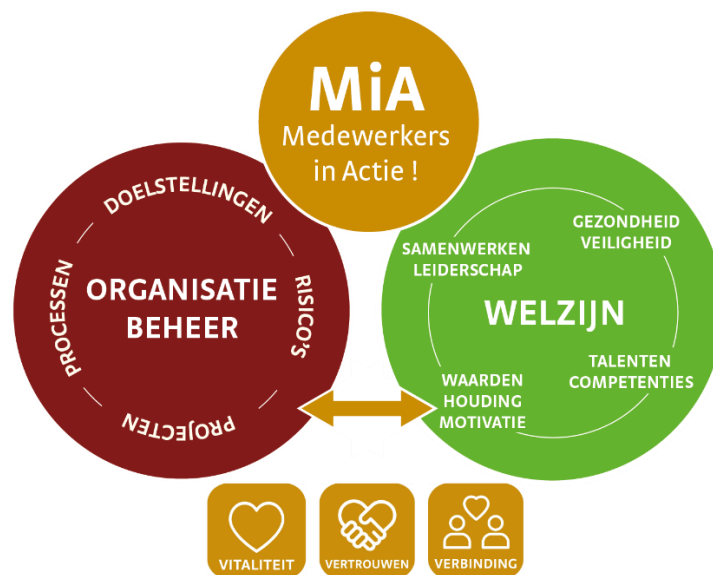 MiA
Medewerkers
in Actie !
DOELSTELLINGEN
PROCESSEN
ORGANISATIE
BEHEER
RISICO'S
PROJECTEN
GEZONDHEID
VEILIGHEID
SAMENWERKEN
LEIDERSCHAP
WELZIJN
TALENTEN
COMPETENTIES
WAARDEN
HOUDING
MOTIVATIE
VITALITEIT
VERTROUWEN
VERBINDING